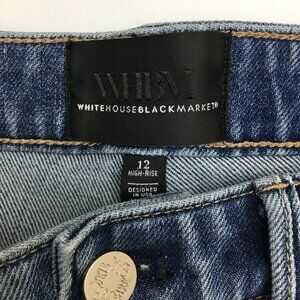 WHBM
WHITEHOUSEBLACKMARKET®
12
HIGH-RISE
DESIGNED
IN USA